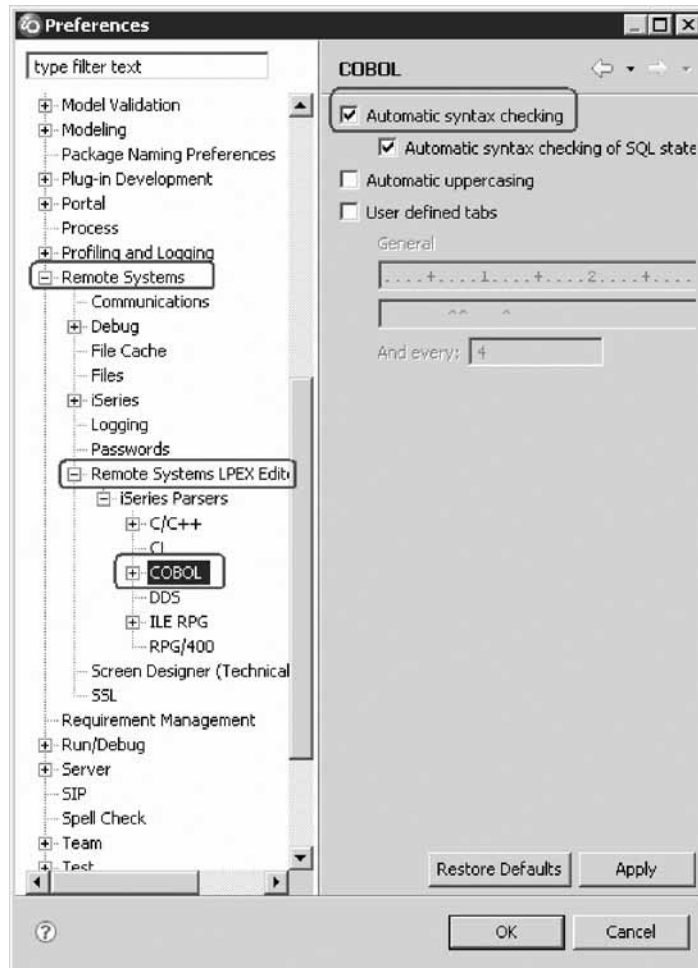 Preferences
type filter text
Model Validation
Modeling
Package Naming Preferences
Plug-in Development
Portal
Process
Profiling and Logging
Remote Systems
Communications
Debug
File Cache
Files
iSeries
Logging
Passwords
Remote Systems LPEX Edit
iSeries Parsers
C/C++
CL
COBOL
DDS
ILE RPG
RPG/400
Screen Designer (Technical
SSL
Requirement Management
Run/Debug
Server
SIP
Spell Check
Team
Test
COBOL
Automatic syntax checking
Automatic syntax checking of SQL state
Automatic uppercasing
User defined tabs
General
....+....1....+....2....+....
^^ ^
And every: 4
Restore Defaults Apply
? OK Cancel